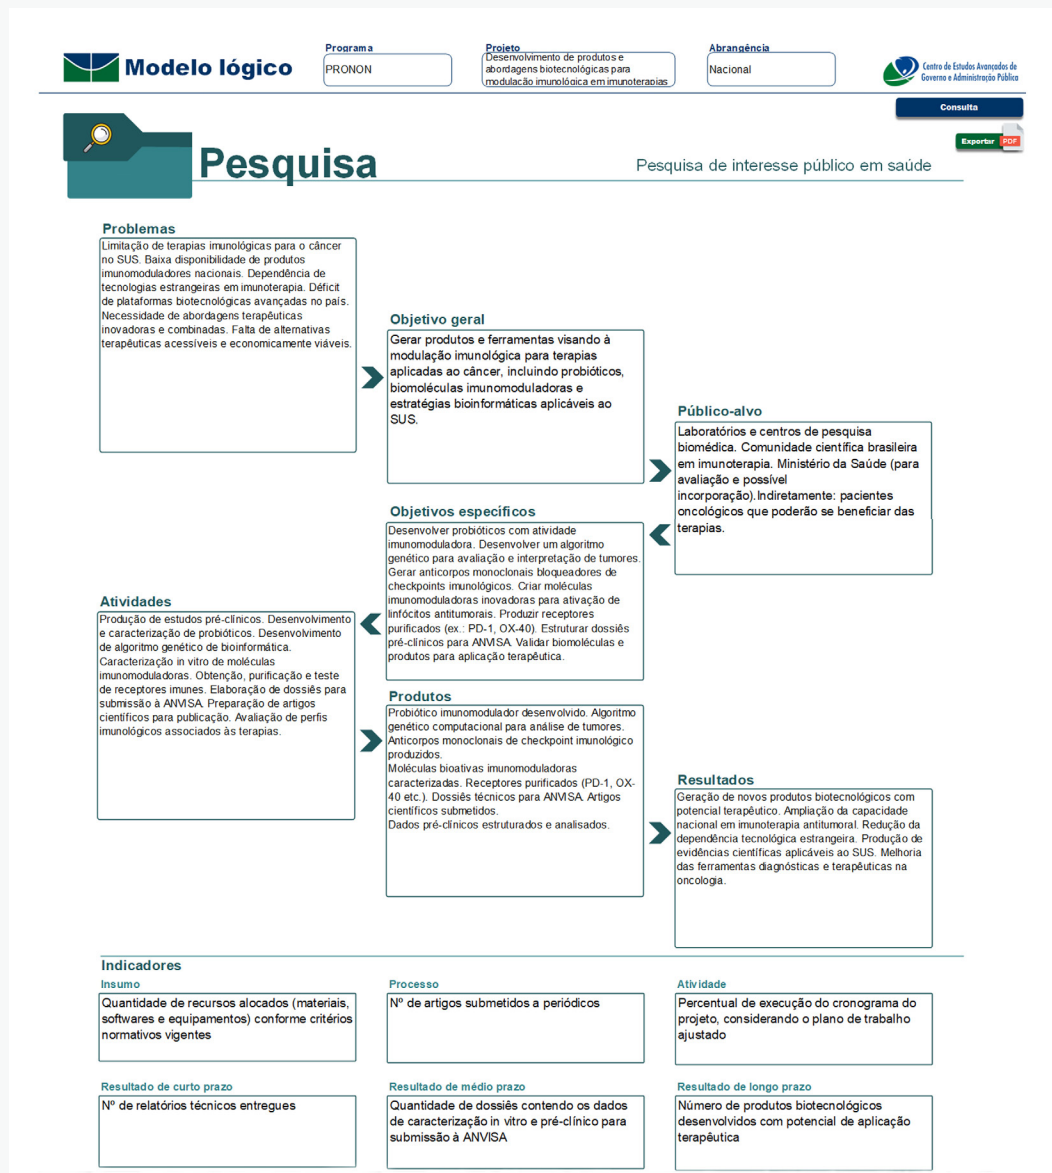 Modelo lógico
Programa
PRONON
Projeto
Desenvolvimento de produtos e
abordagens biotecnológicas para
modulação imunológica em imunoterapias
Abrangência
Nacional
Centro de Estudos Avançados de
Governo e Administração Pública
Consulta
Exportar PDF
Pesquisa
Pesquisa de interesse público em saúde
Problemas
Limitação de terapias imunológicas para o câncer
no SUS. Baixa disponibilidade de produtos
imunomoduladores nacionais. Dependência de
tecnologias estrangeiras em imunoterapia. Déficit
de plataformas biotecnológicas avançadas no país.
Necessidade de abordagens terapêuticas
inovadoras e combinadas. Falta de alternativas
terapêuticas acessíveis e economicamente viáveis.
Objetivo geral
Gerar produtos e ferramentas visando à
modulação imunológica para terapias
aplicadas ao câncer, incluindo probióticos,
biomoléculas imunomoduladoras e
estratégias bioinformáticas aplicáveis ao
SUS.
Público-alvo
Laboratórios e centros de pesquisa
biomédica. Comunidade científica brasileira
em imunoterapia. Ministério da Saúde (para
avaliação e possível
incorporação).Indiretamente: pacientes
oncológicos que poderão se beneficiar das
terapias.
Objetivos específicos
Desenvolver probióticos com atividade
imunomoduladora. Desenvolver um algoritmo
genético para avaliação e interpretação de tumores.
Gerar anticorpos monoclonais bloqueadores de
checkpoints imunológicos. Criar moléculas
imunomoduladoras inovadoras para ativação de
linfócitos antitumorais. Produzir receptores
purificados (ex.: PD-1, OX-40). Estruturar dossiês
pré-clínicos para ANVISA. Validar biomoléculas e
produtos para aplicação terapêutica.
Atividades
Produção de estudos pré-clínicos. Desenvolvimento
e caracterização de probióticos. Desenvolvimento
de algoritmo genético de bioinformática.
Caracterização in vitro de moléculas
imunomoduladoras. Obtenção, purificação e teste
de receptores imunes. Elaboração de dossiês para
submissão à ANVISA. Preparação de artigos
científicos para publicação. Avaliação de perfis
imunológicos associados às terapias.
Produtos
Probiótico imunomodulador desenvolvido. Algoritmo
genético computacional para análise de tumores.
Anticorpos monoclonais de checkpoint imunológico
produzidos.
Moléculas bioativas imunomoduladoras
caracterizadas. Receptores purificados (PD-1, OX-
40 etc.). Dossiês técnicos para ANVISA. Artigos
científicos submetidos.
Dados pré-clínicos estruturados e analisados.
Resultados
Geração de novos produtos biotecnológicos com
potencial terapêutico. Ampliação da capacidade
nacional em imunoterapia antitumoral. Redução da
dependência tecnológica estrangeira. Produção de
evidências científicas aplicáveis ao SUS. Melhoria
das ferramentas diagnósticas e terapêuticas na
oncologia.
Indicadores
Insumo
Quantidade de recursos alocados (materiais,
softwares e equipamentos) conforme critérios
normativos vigentes
Processo
Nº de artigos submetidos a periódicos
Atividade
Percentual de execução do cronograma do
projeto, considerando o plano de trabalho
ajustado
Resultado de curto prazo
Nº de relatórios técnicos entregues
Resultado de médio prazo
Quantidade de dossiês contendo os dados
de caracterização in vitro e pré-clínico para
submissão à ANVISA
Resultado de longo prazo
Número de produtos biotecnológicos
desenvolvidos com potencial de aplicação
terapêutica